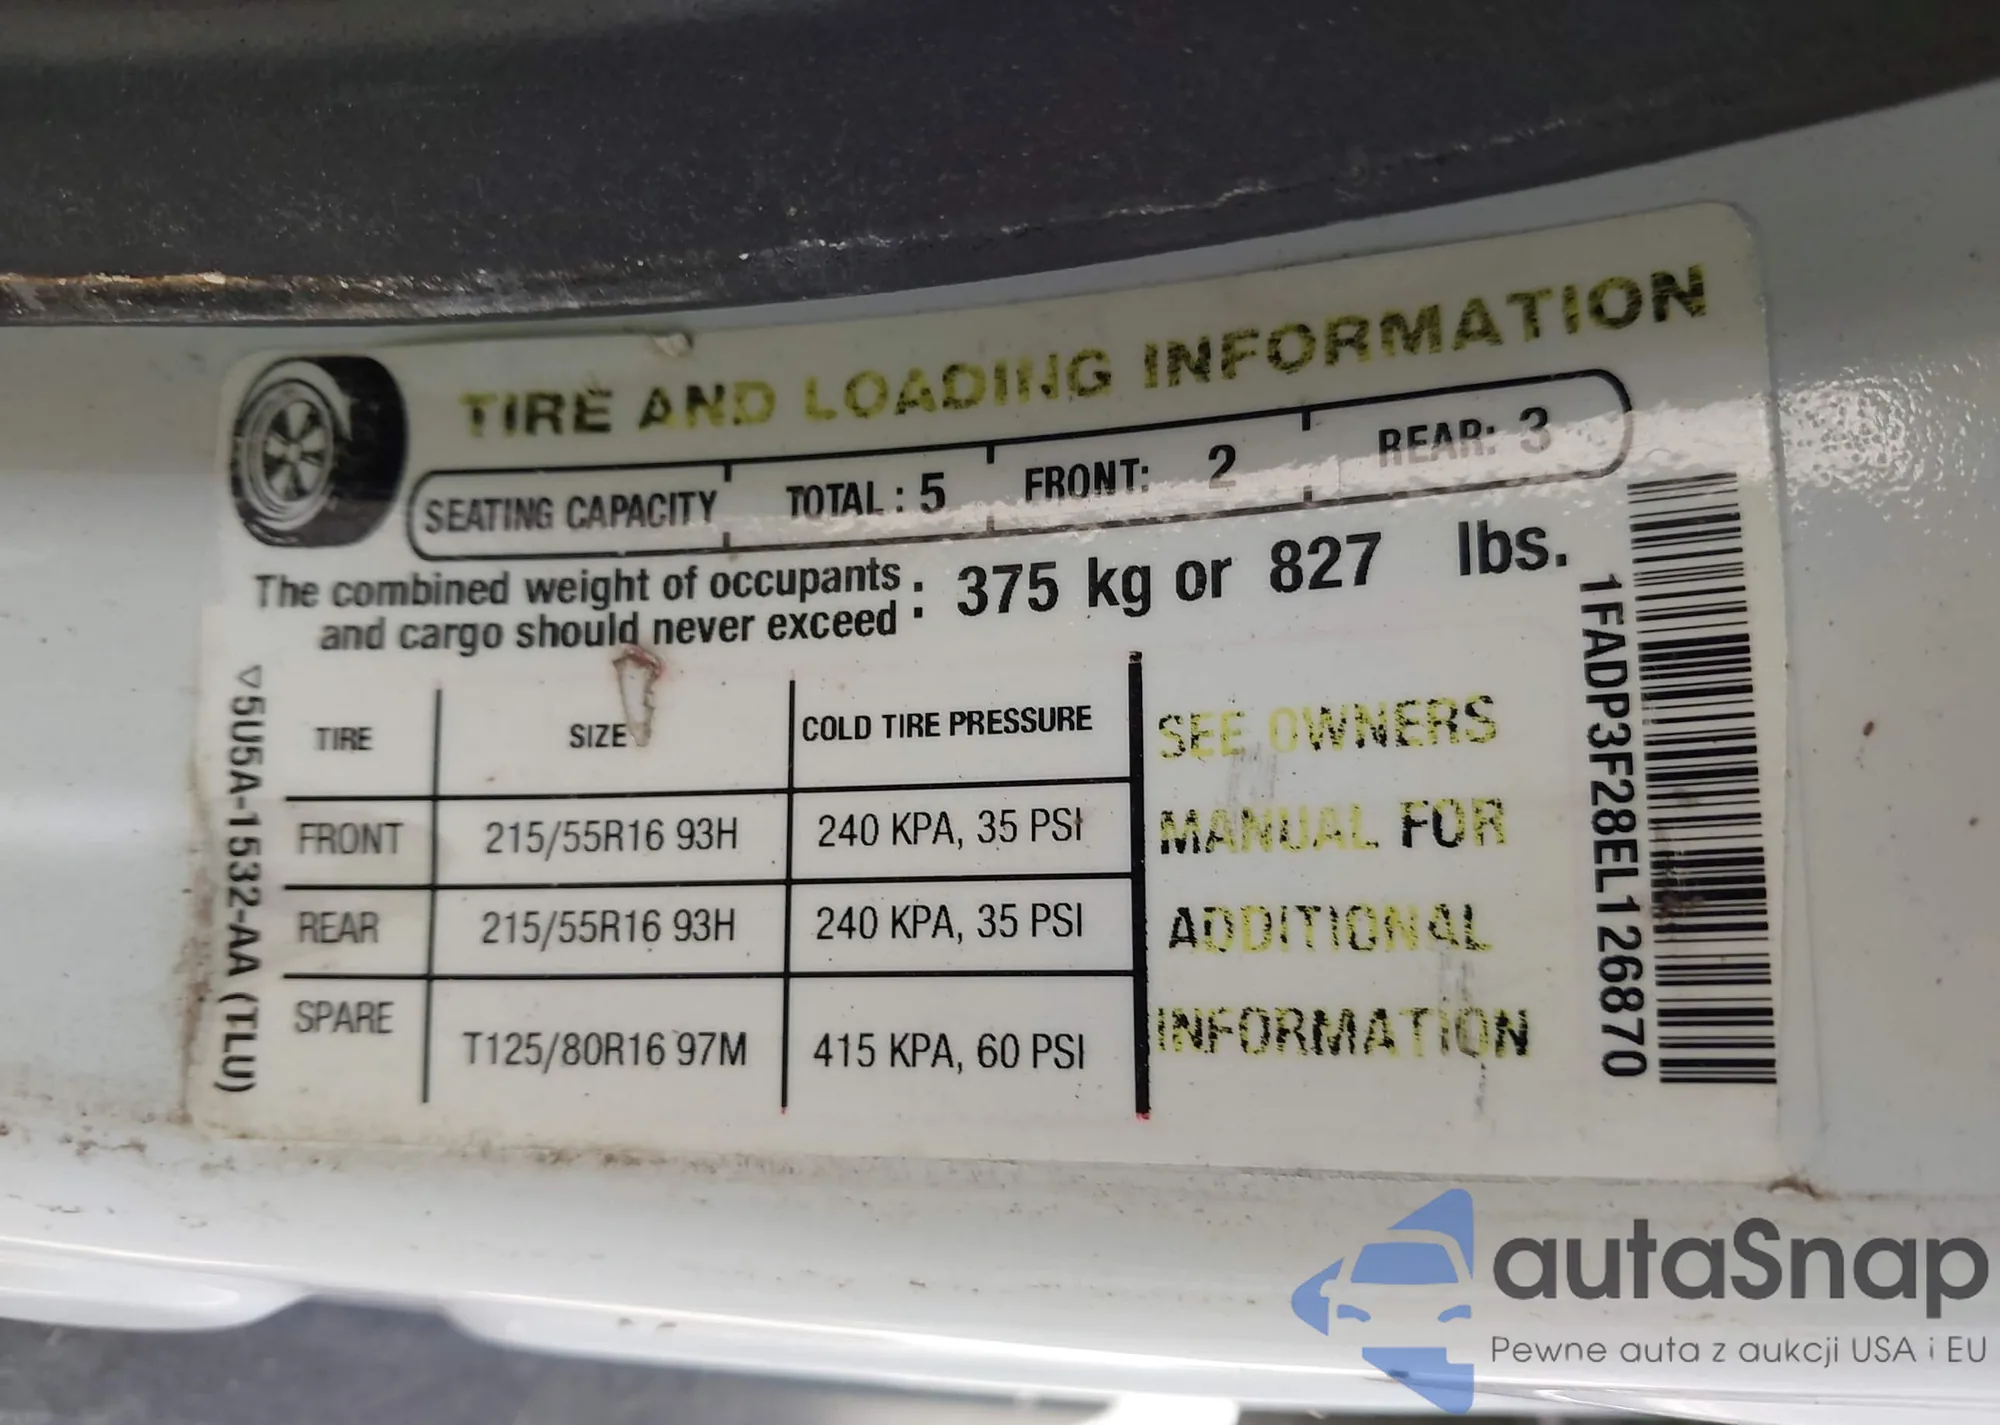 TIRE AND LOADING INFORMATION
SEATING CAPACITY TOTAL : 5 FRONT: 2 REAR: 3
The combined weight of occupants
and cargo should never exceed : 375 kg or 827 lbs.
TIRE SIZE COLD TIRE PRESSURE
FRONT 215/55R16 93H 240 KPA, 35 PSI
REAR 215/55R16 93H 240 KPA, 35 PSI
SPARE T125/80R16 97M 415 KPA, 60 PSI
SEE OWNERS
MANUAL FOR
ADDITIONAL
INFORMATION
5U5A-1532-AA (TLU)
1FADP3F28EL126870
autaSnap
Pewne auta z aukcji USA i EU